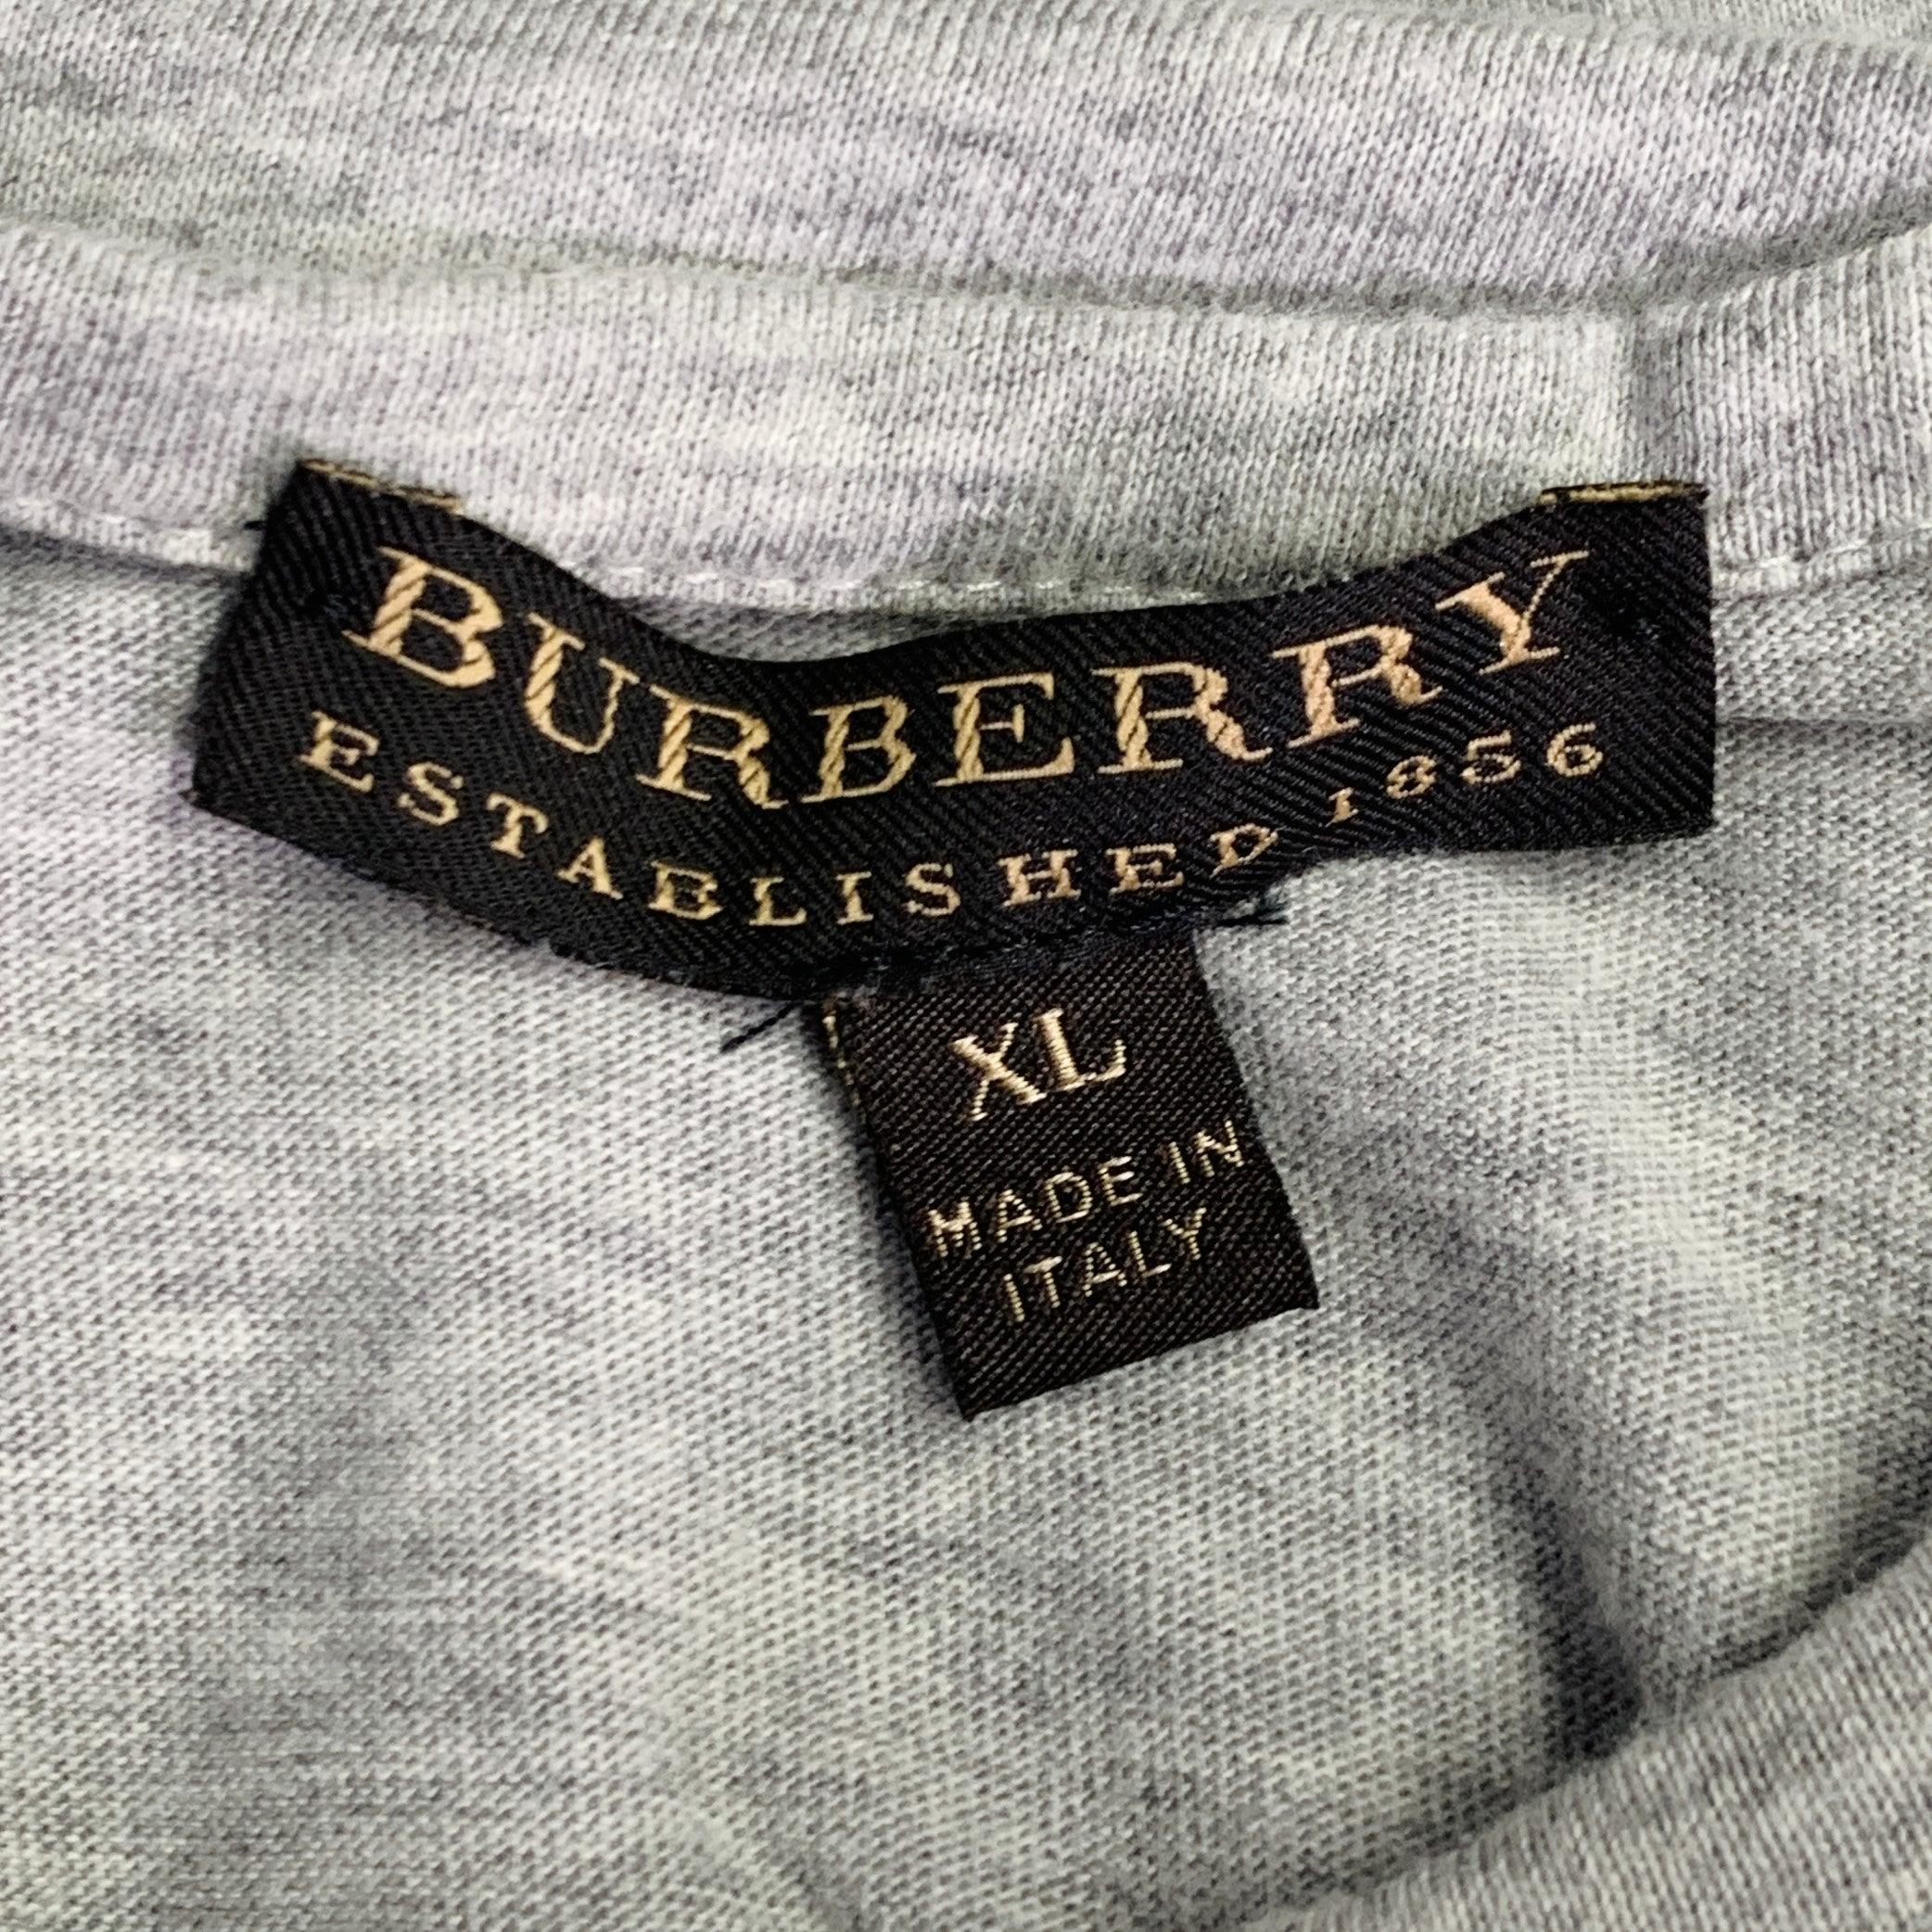 BURBERRY
ESTABLISHED 1856
XL
MADE IN
ITALY